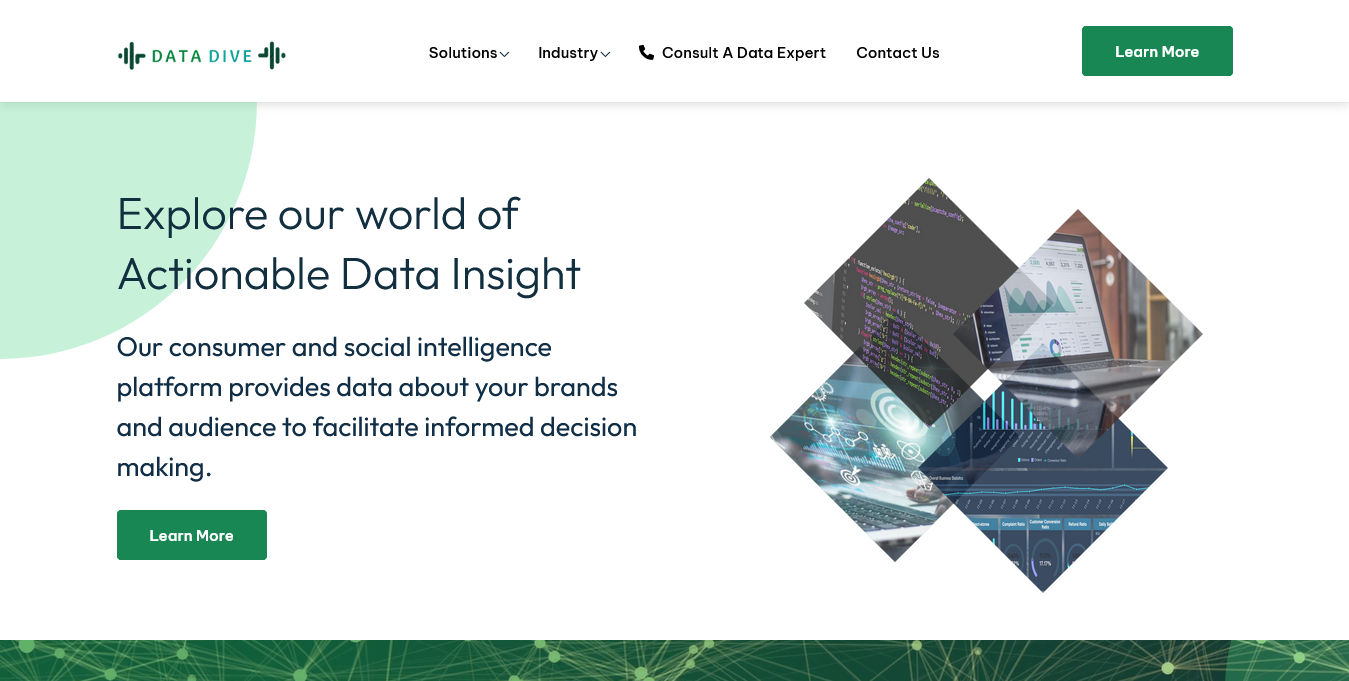 DATA DIVE
Solutions
Industry
Consult A Data Expert
Contact Us
Learn More
Explore our world of
Actionable Data Insight
Our consumer and social intelligence
platform provides data about your brands
and audience to facilitate informed decision
making.
Learn More